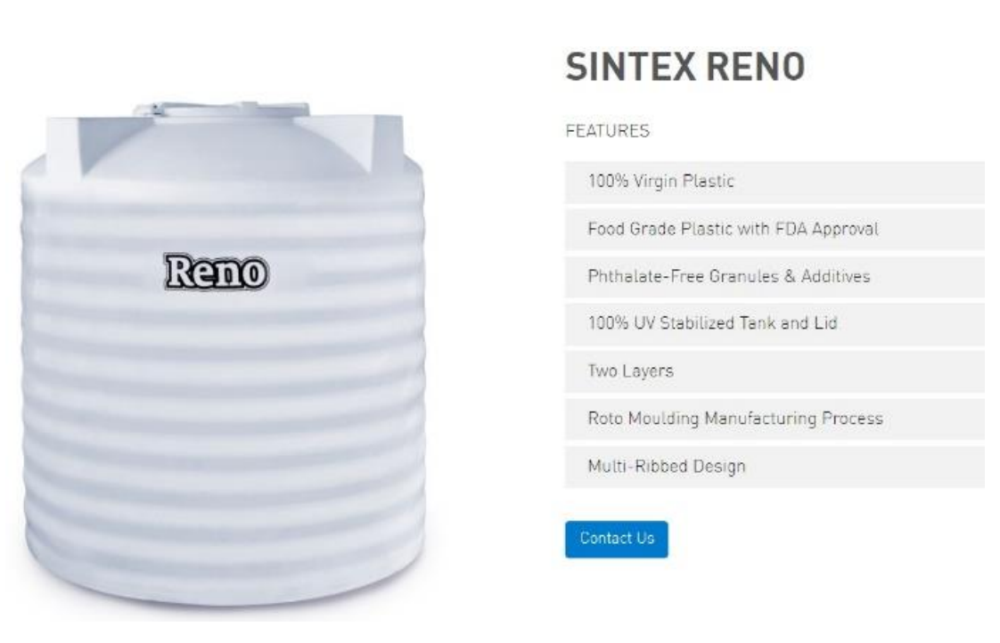 SINTEX RENO
FEATURES
100% Virgin Plastic
Food Grade Plastic with FDA Approval
Reno
Phthalate-Free Granules & Additives
100% UV Stabilized Tank and Lid
Two Layers
Roto Moulding Manufacturing Process
Multi-Ribbed Design
Contact Us